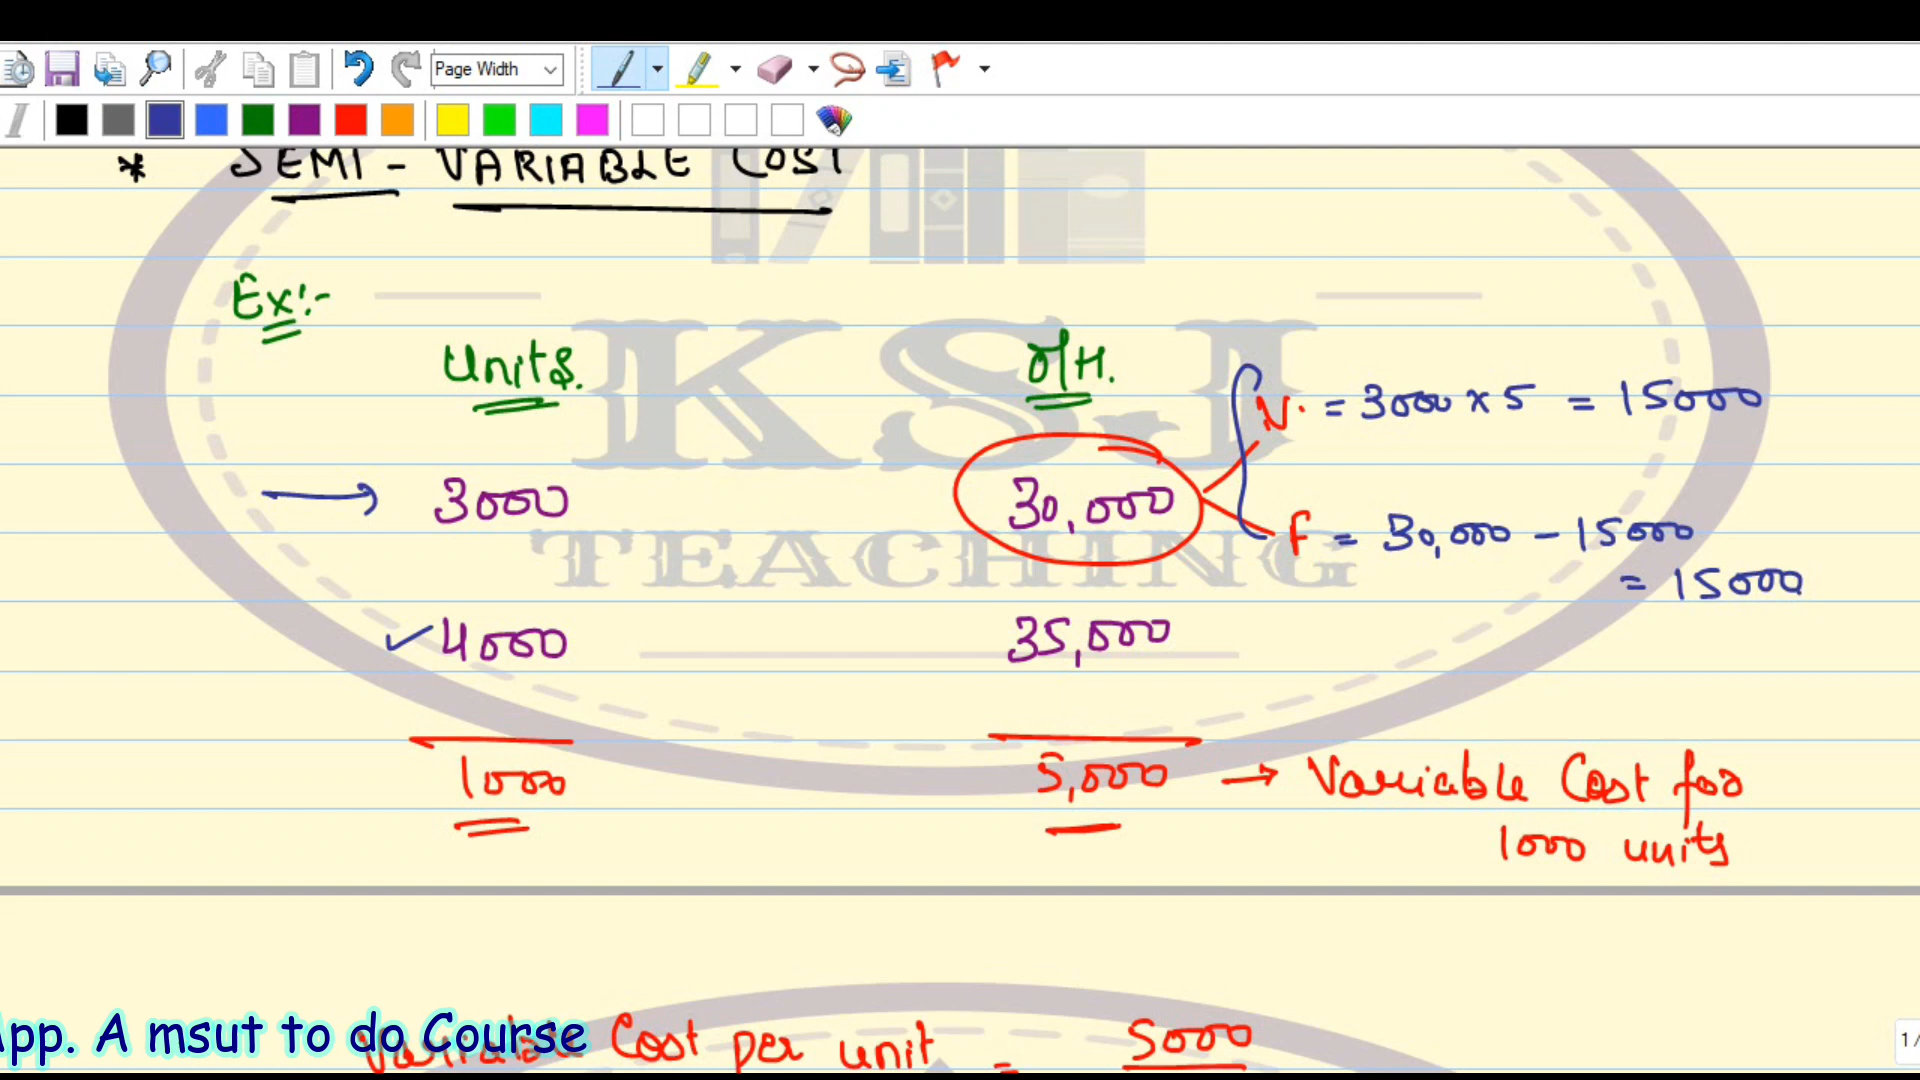 Page Width
* SEMI - VARIABLE COST
Ex:-
Units. O/H.
V. = 3000 x 5 = 15000
3000 30,000
F = 30,000 - 15000
= 15000
4000 35,000
1000 5,000 → Variable Cost for
1000 units
KSJ
TEACHING
App. A msut to do Course
Variable Cost per unit = 5000
1/